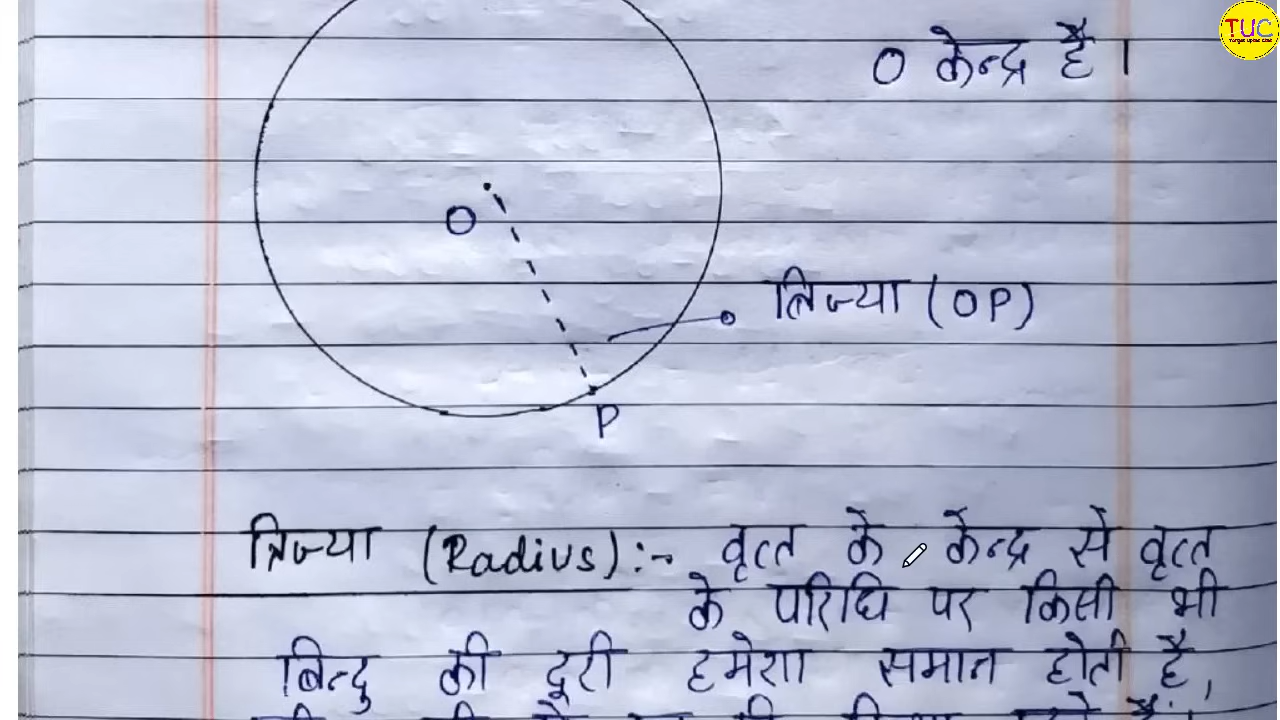 TUC
O केन्द्र है।
O
त्रिज्या (OP)
P
त्रिज्या (Radius):- वृत्त के केन्द्र से वृत्त
के परिधि पर किसी भी
बिन्दु की दूरी हमेशा समान होती है,